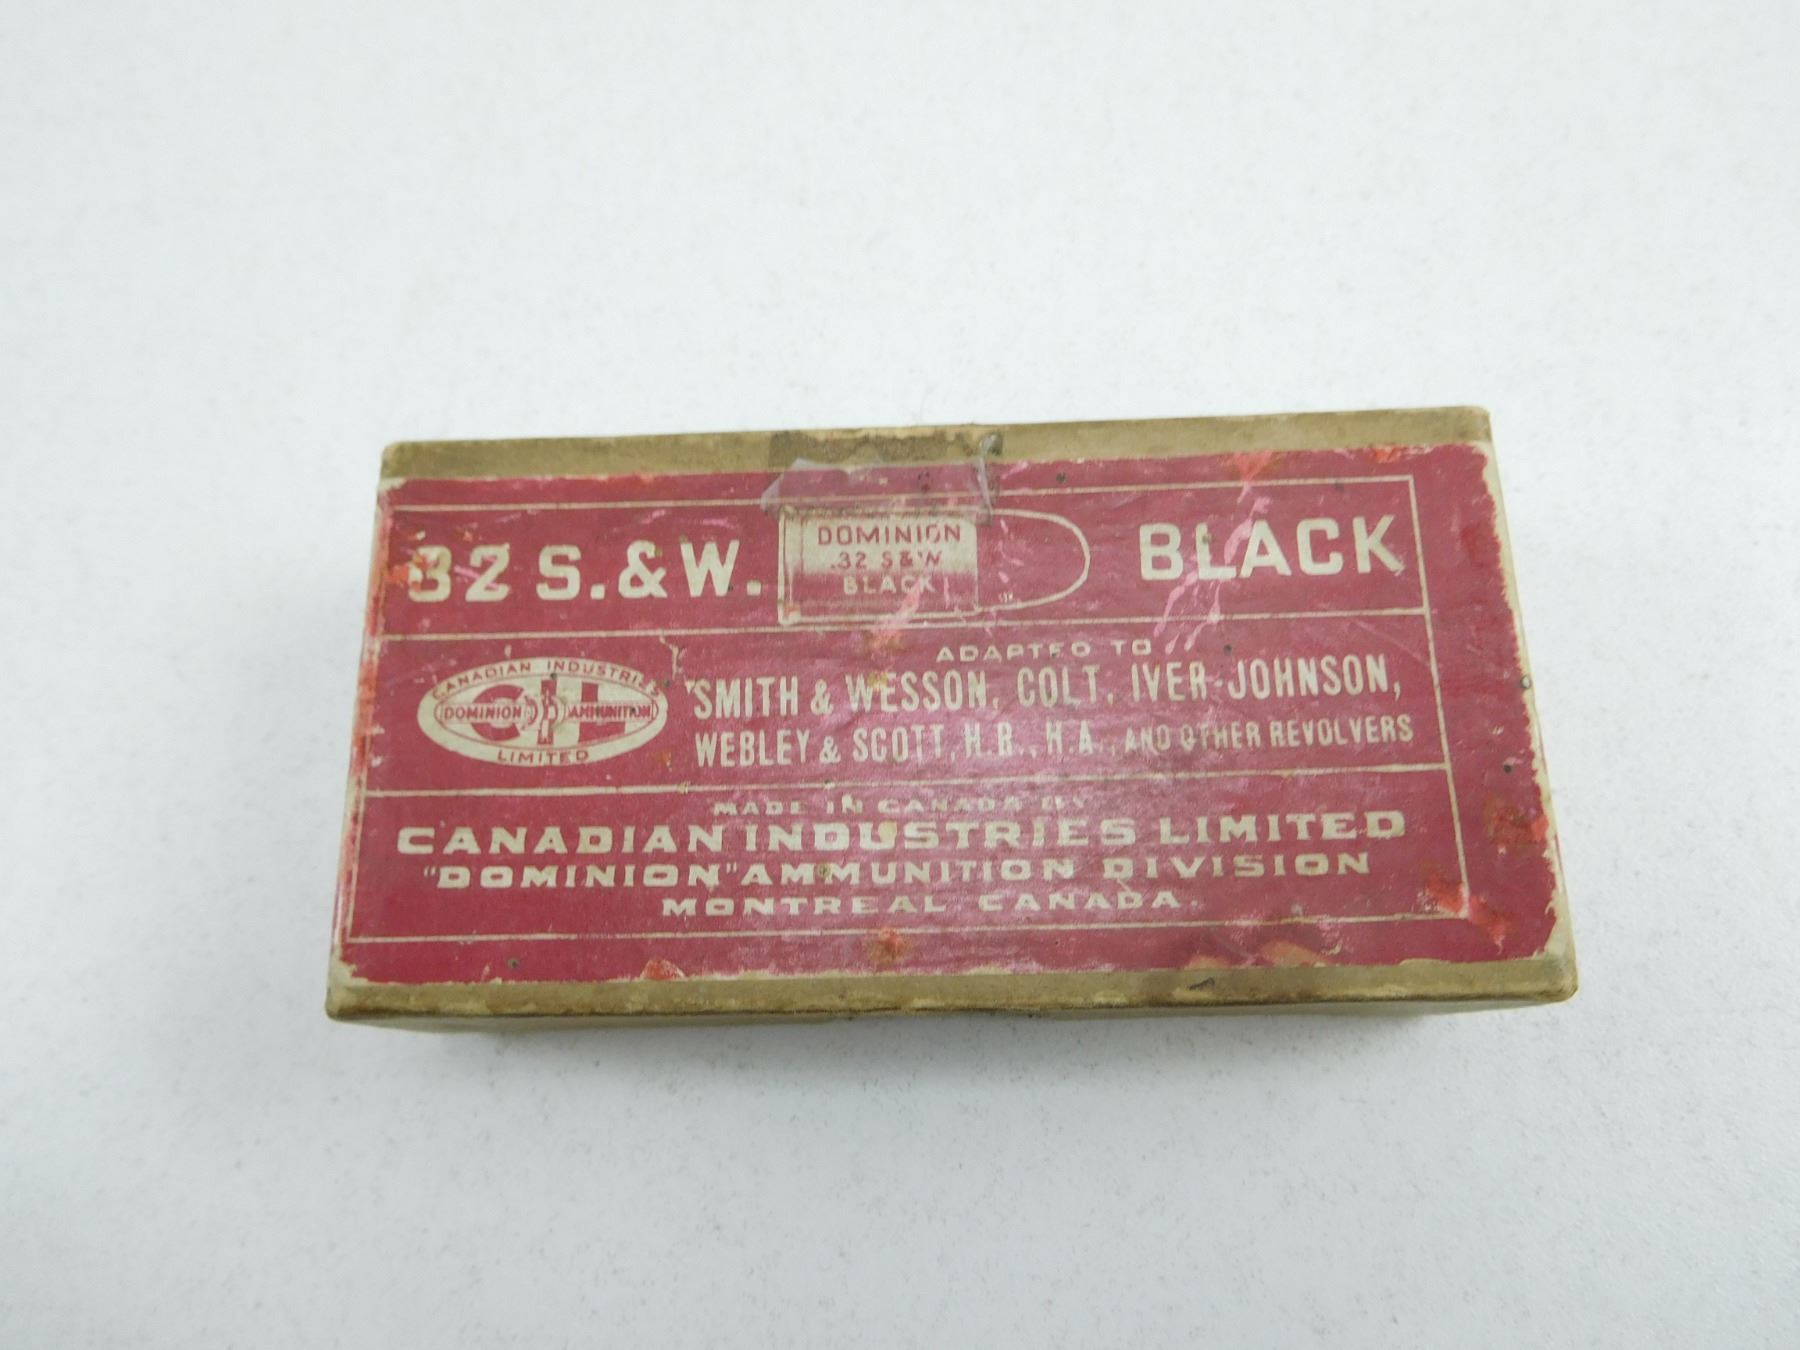 32 S.&W.
DOMINION
.32 S&W
BLACK
BLACK
CANADIAN INDUSTRIES
CIL
DOMINION AMMUNITION
LIMITED
ADAPTED TO
SMITH & WESSON, COLT, IVER-JOHNSON,
WEBLEY & SCOTT, H.R., H.A., AND OTHER REVOLVERS
MADE IN CANADA BY
CANADIAN INDUSTRIES LIMITED
"DOMINION" AMMUNITION DIVISION
MONTREAL CANADA.